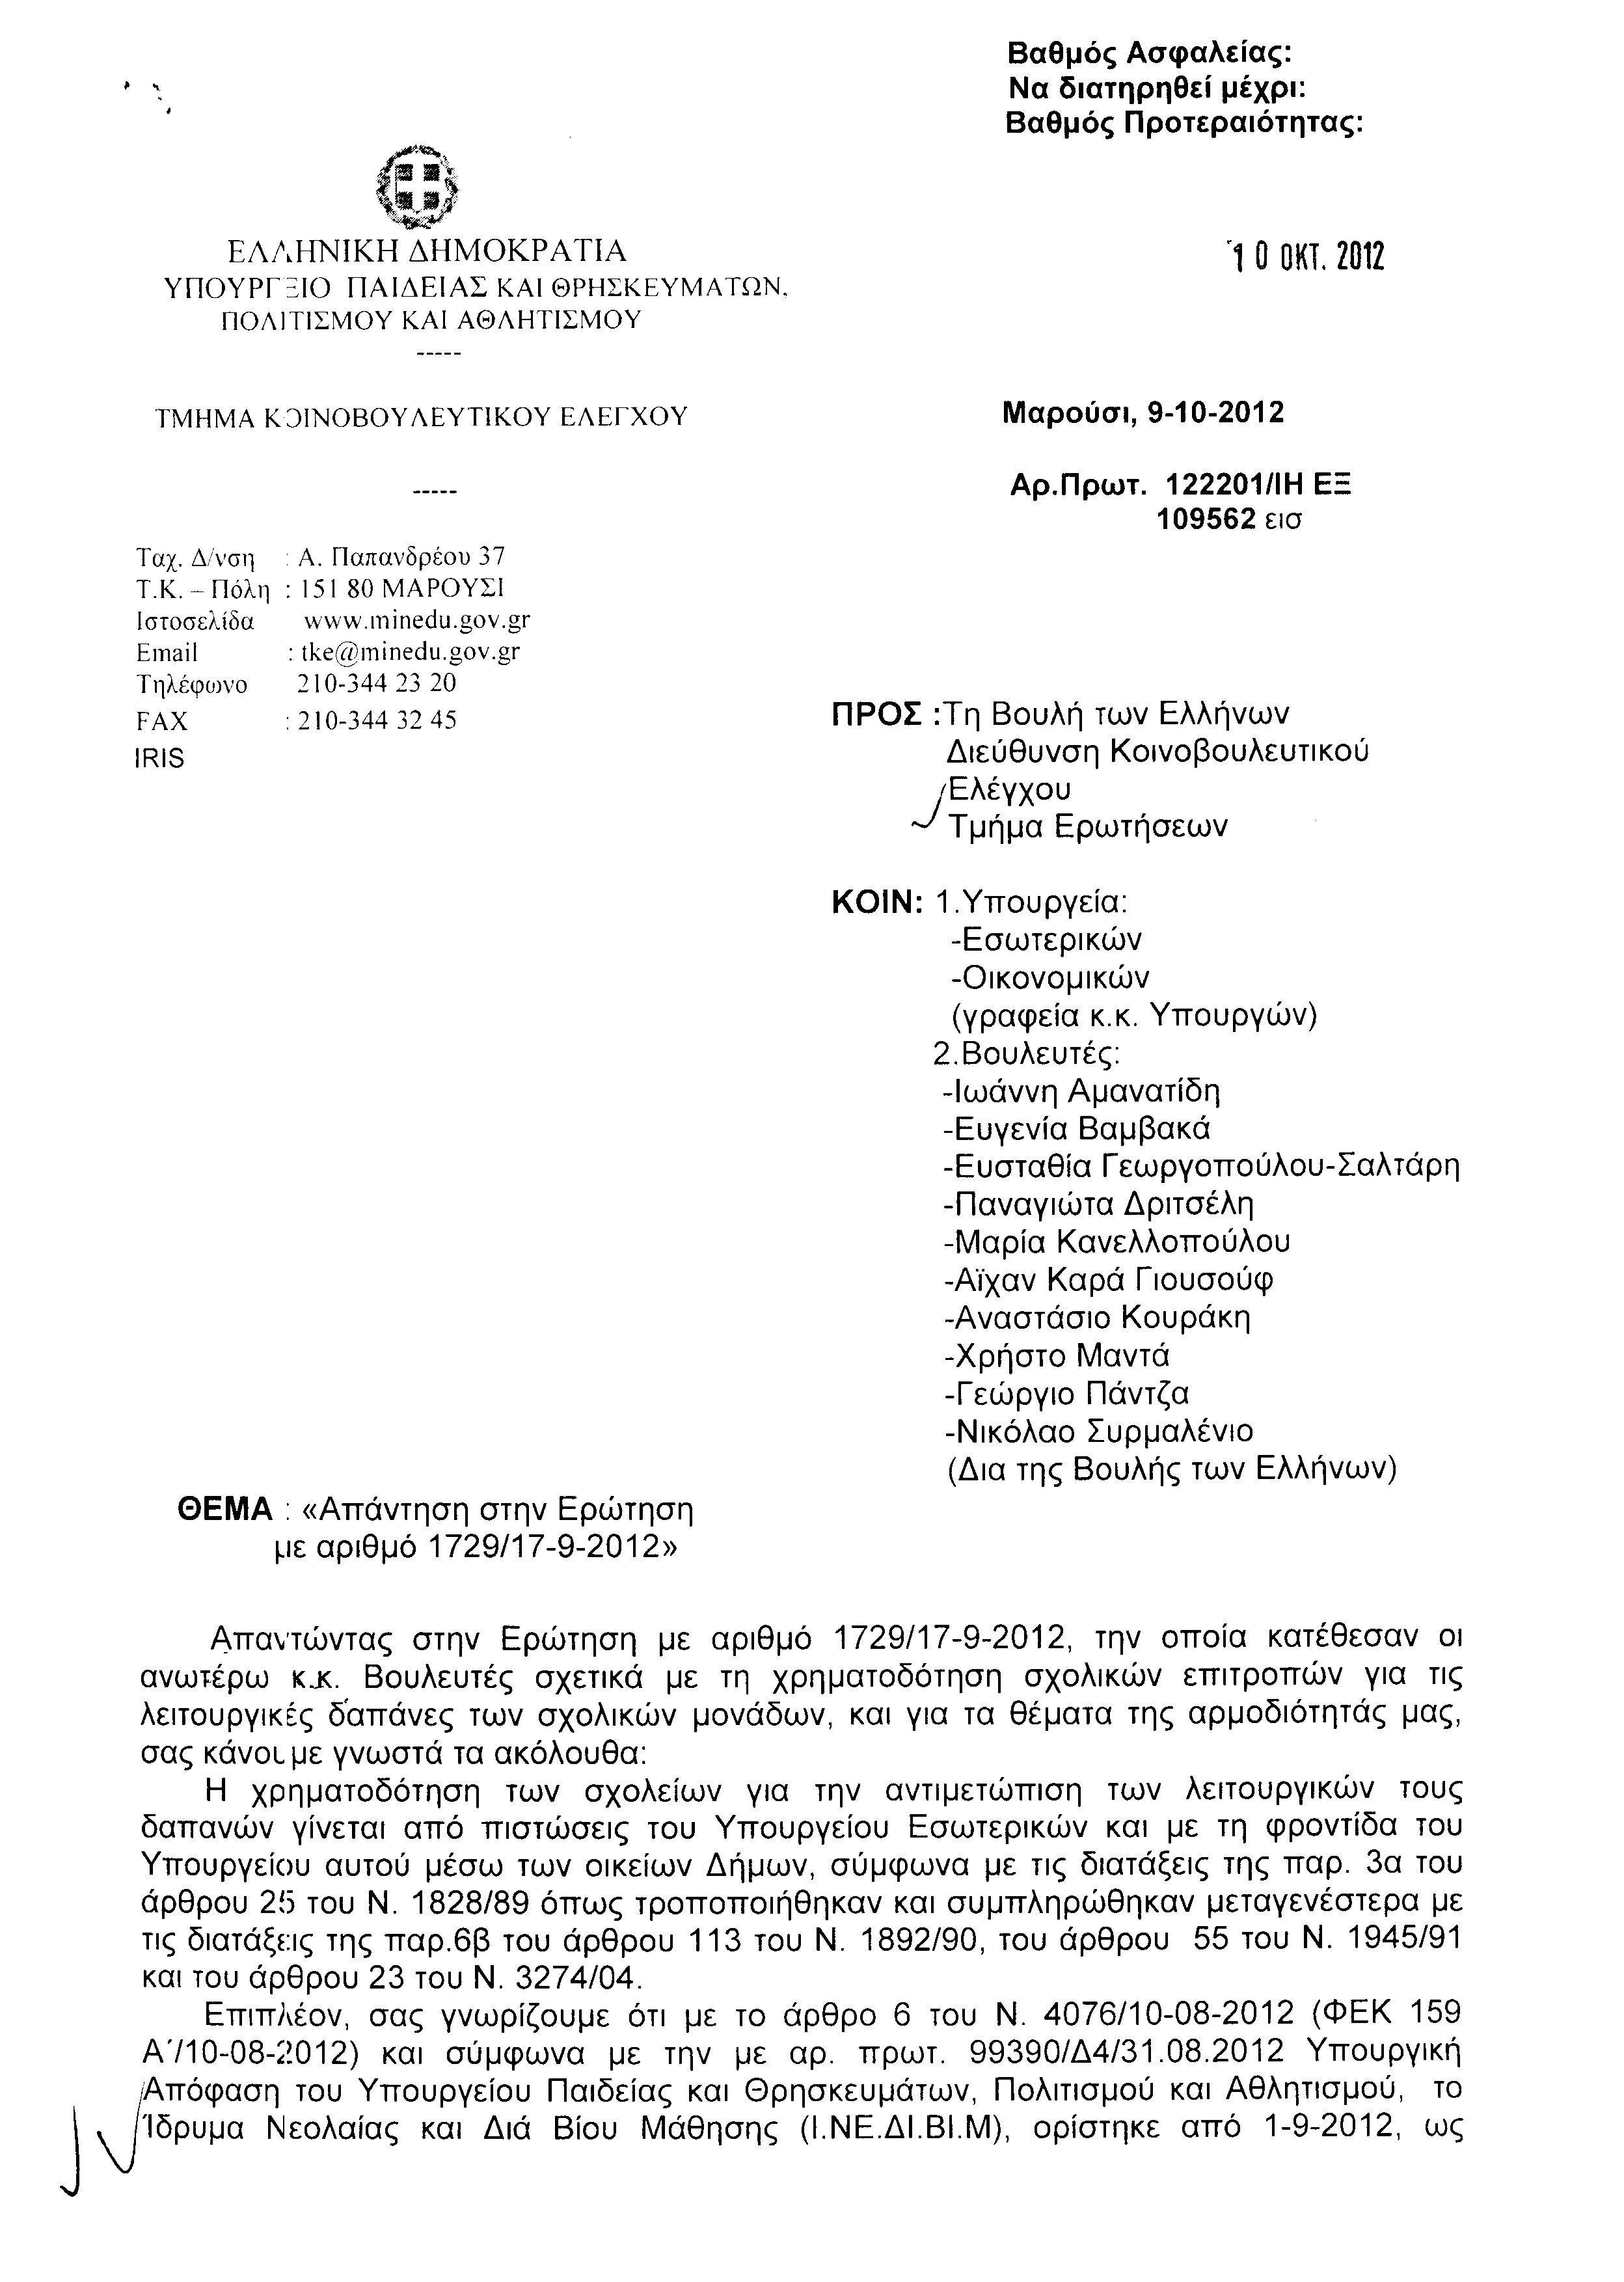 Βαθμός Ασφαλείας:
Να διατηρηθεί μέχρι:
Βαθμός Προτεραιότητας:
ΕΛΛΗΝΙΚΗ ΔΗΜΟΚΡΑΤΙΑ
ΥΠΟΥΡΓΕΙΟ ΠΑΙΔΕΙΑΣ ΚΑΙ ΘΡΗΣΚΕΥΜΑΤΩΝ,
ΠΟΛΙΤΙΣΜΟΥ ΚΑΙ ΑΘΛΗΤΙΣΜΟΥ
-----
10 ΟΚΤ. 2012
ΤΜΗΜΑ ΚΟΙΝΟΒΟΥΛΕΥΤΙΚΟΥ ΕΛΕΓΧΟΥ
-----
Μαρούσι, 9-10-2012
Αρ.Πρωτ. 122201/ΙΗ ΕΞ
109562 εισ
Ταχ. Δ/νση : Α. Παπανδρέου 37
Τ.Κ. – Πόλη : 151 80 ΜΑΡΟΥΣΙ
Ιστοσελίδα www.minedu.gov.gr
Email : tke@minedu.gov.gr
Τηλέφωνο 210-344 23 20
FAX : 210-344 32 45
IRIS
ΠΡΟΣ :Τη Βουλή των Ελλήνων
Διεύθυνση Κοινοβουλευτικού
Ελέγχου
Τμήμα Ερωτήσεων
ΚΟΙΝ: 1.Υπουργεία:
-Εσωτερικών
-Οικονομικών
(γραφεία κ.κ. Υπουργών)
2.Βουλευτές:
-Ιωάννη Αμανατίδη
-Ευγενία Βαμβακά
-Ευσταθία Γεωργοπούλου-Σαλτάρη
-Παναγιώτα Δριτσέλη
-Μαρία Κανελλοπούλου
-Αϊχαν Καρά Γιουσούφ
-Αναστάσιο Κουράκη
-Χρήστο Μαντά
-Γεώργιο Πάντζα
-Νικόλαο Συρμαλένιο
(Δια της Βουλής των Ελλήνων)
ΘΕΜΑ : «Απάντηση στην Ερώτηση
με αριθμό 1729/17-9-2012»
Απαντώντας στην Ερώτηση με αριθμό 1729/17-9-2012, την οποία κατέθεσαν οι
ανωτέρω κ.κ. Βουλευτές σχετικά με τη χρηματοδότηση σχολικών επιτροπών για τις
λειτουργικές δαπάνες των σχολικών μονάδων, και για τα θέματα της αρμοδιότητάς μας,
σας κάνουμε γνωστά τα ακόλουθα:
Η χρηματοδότηση των σχολείων για την αντιμετώπιση των λειτουργικών τους
δαπανών γίνεται από πιστώσεις του Υπουργείου Εσωτερικών και με τη φροντίδα του
Υπουργείου αυτού μέσω των οικείων Δήμων, σύμφωνα με τις διατάξεις της παρ. 3α του
άρθρου 25 του Ν. 1828/89 όπως τροποποιήθηκαν και συμπληρώθηκαν μεταγενέστερα με
τις διατάξεις της παρ.6β του άρθρου 113 του Ν. 1892/90, του άρθρου 55 του Ν. 1945/91
και του άρθρου 23 του Ν. 3274/04.
Επιπλέον, σας γνωρίζουμε ότι με το άρθρο 6 του Ν. 4076/10-08-2012 (ΦΕΚ 159
Α΄/10-08-2012) και σύμφωνα με την με αρ. πρωτ. 99390/Δ4/31.08.2012 Υπουργική
Απόφαση του Υπουργείου Παιδείας και Θρησκευμάτων, Πολιτισμού και Αθλητισμού, το
Ίδρυμα Νεολαίας και Διά Βίου Μάθησης (Ι.ΝΕ.ΔΙ.ΒΙ.Μ), ορίστηκε από 1-9-2012, ως